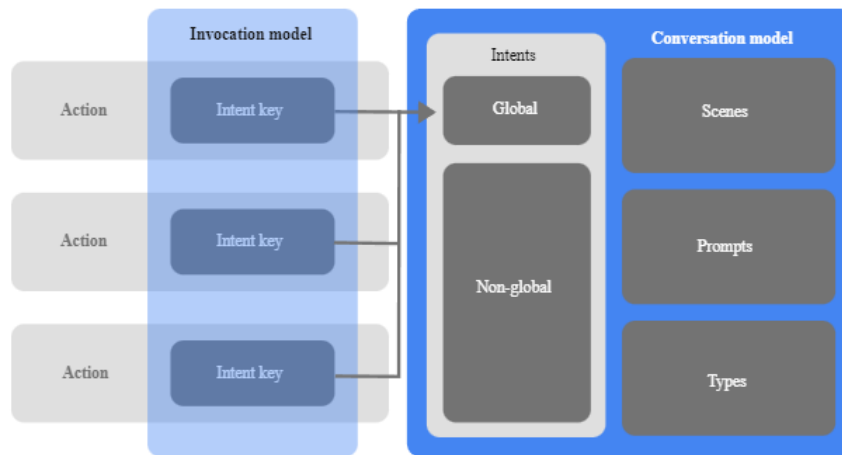 Invocation model
Conversation model
Intents
Action
Intent key
Global
Scenes
Action
Intent key
Non-global
Prompts
Action
Intent key
Types